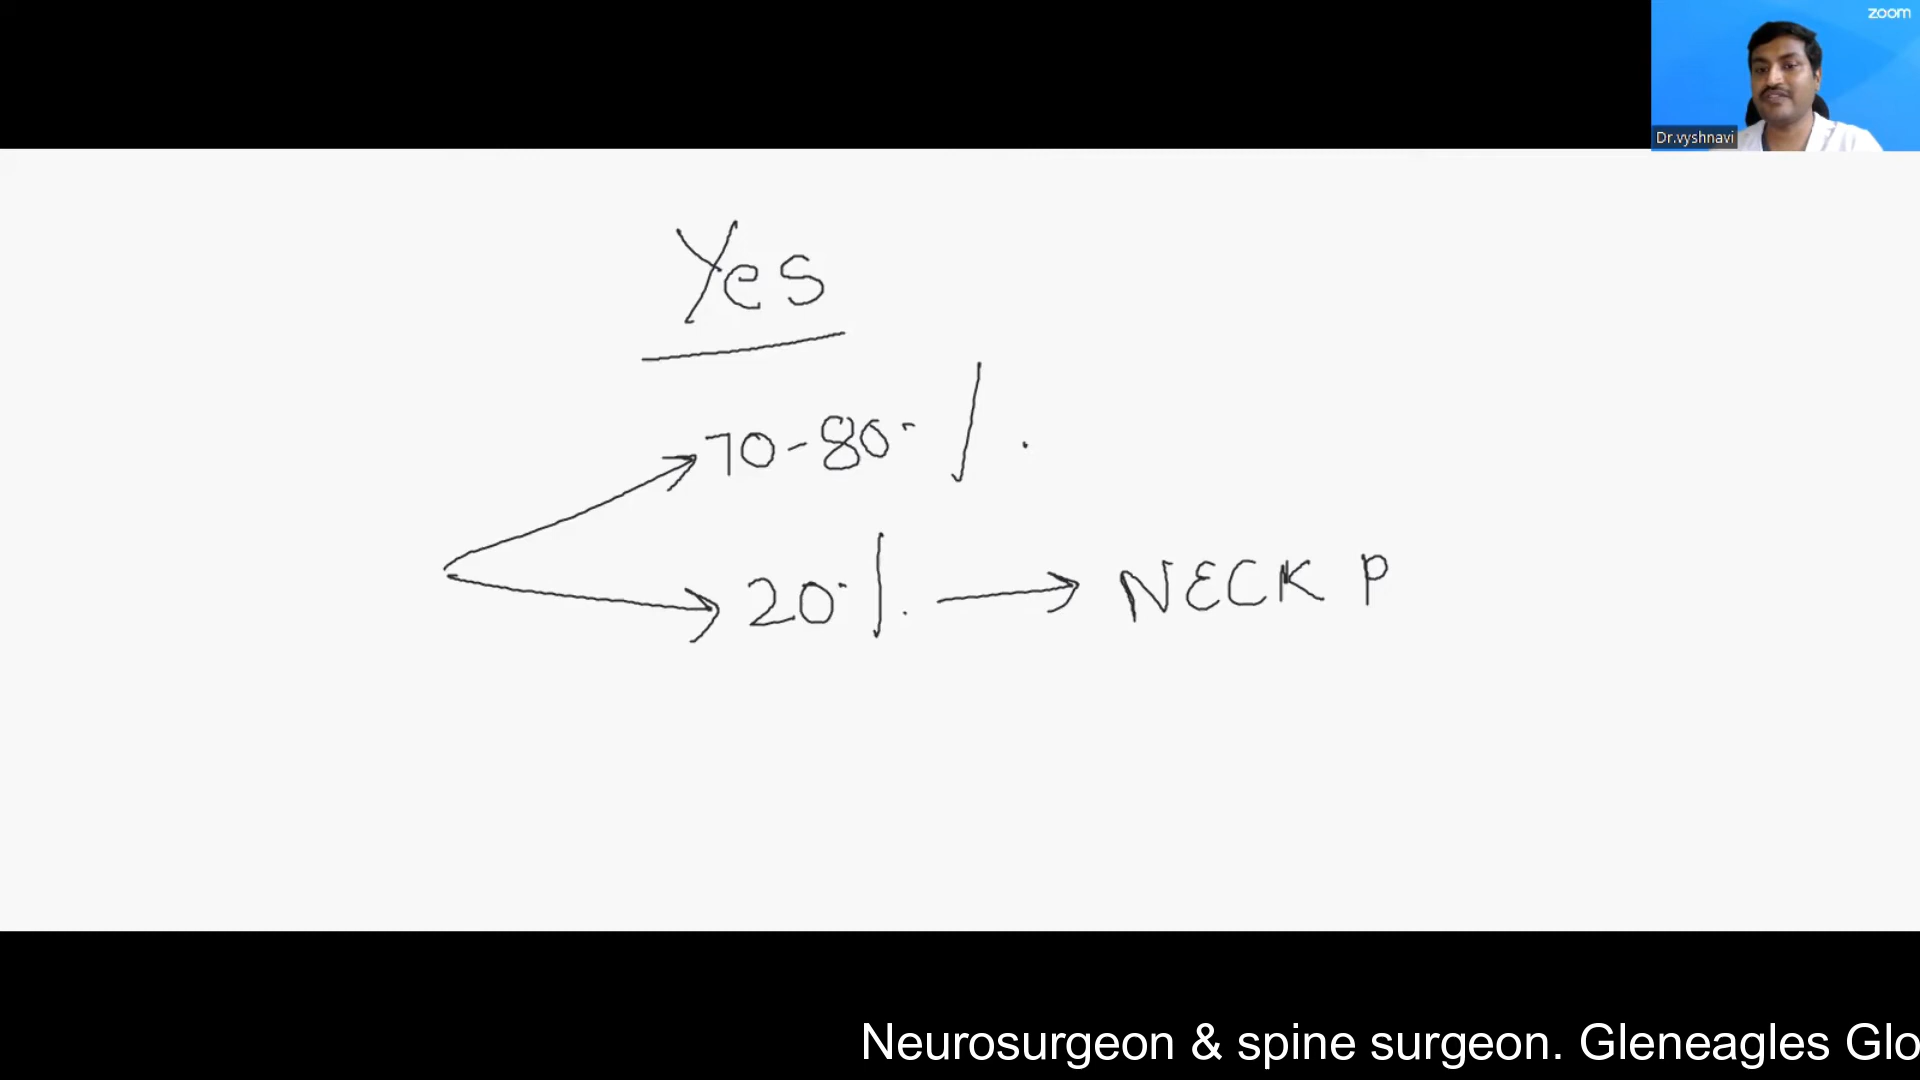 zoom
Dr.vyshnavi
Yes
70-80%.
20%. → NECK P
Neurosurgeon & spine surgeon. Gleneagles Glo